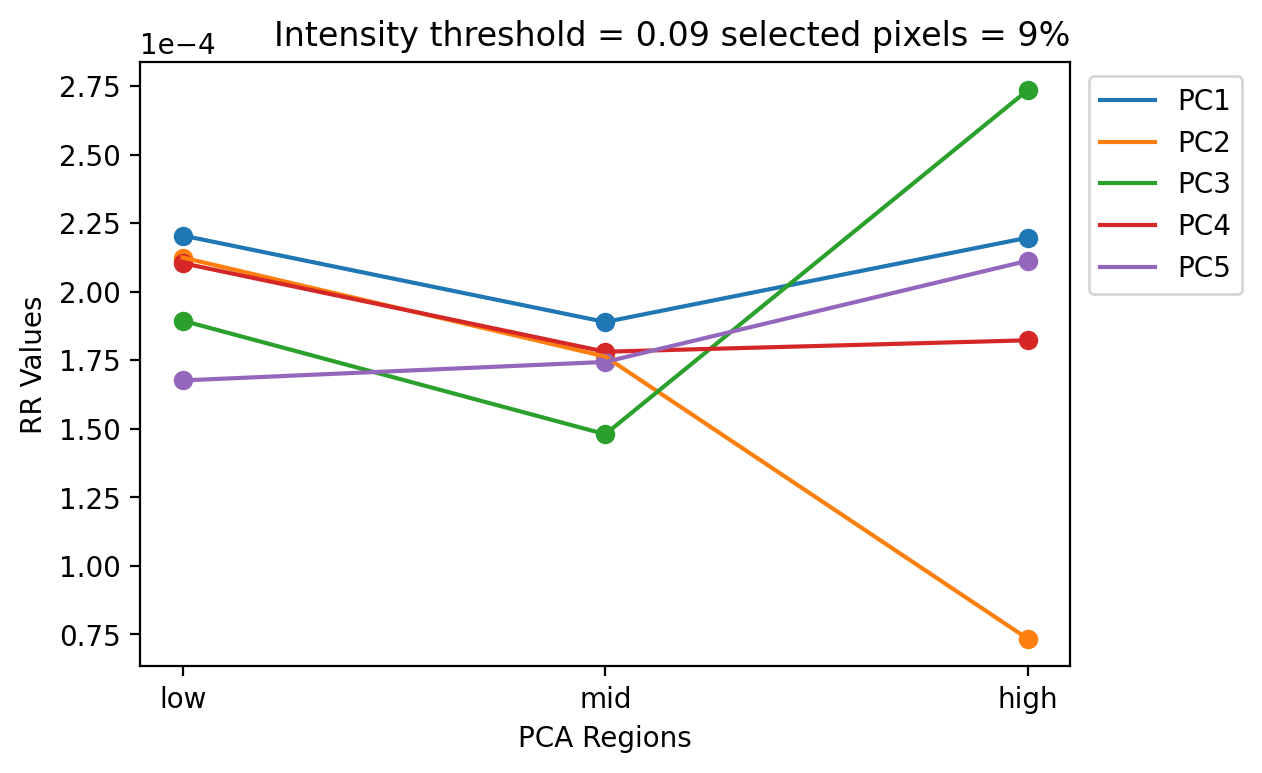 1e−4
Intensity threshold = 0.09 selected pixels = 9%
2.75
2.50
2.25
2.00
1.75
1.50
1.25
1.00
0.75
RR Values
low
mid
high
PCA Regions
PC1
PC2
PC3
PC4
PC5